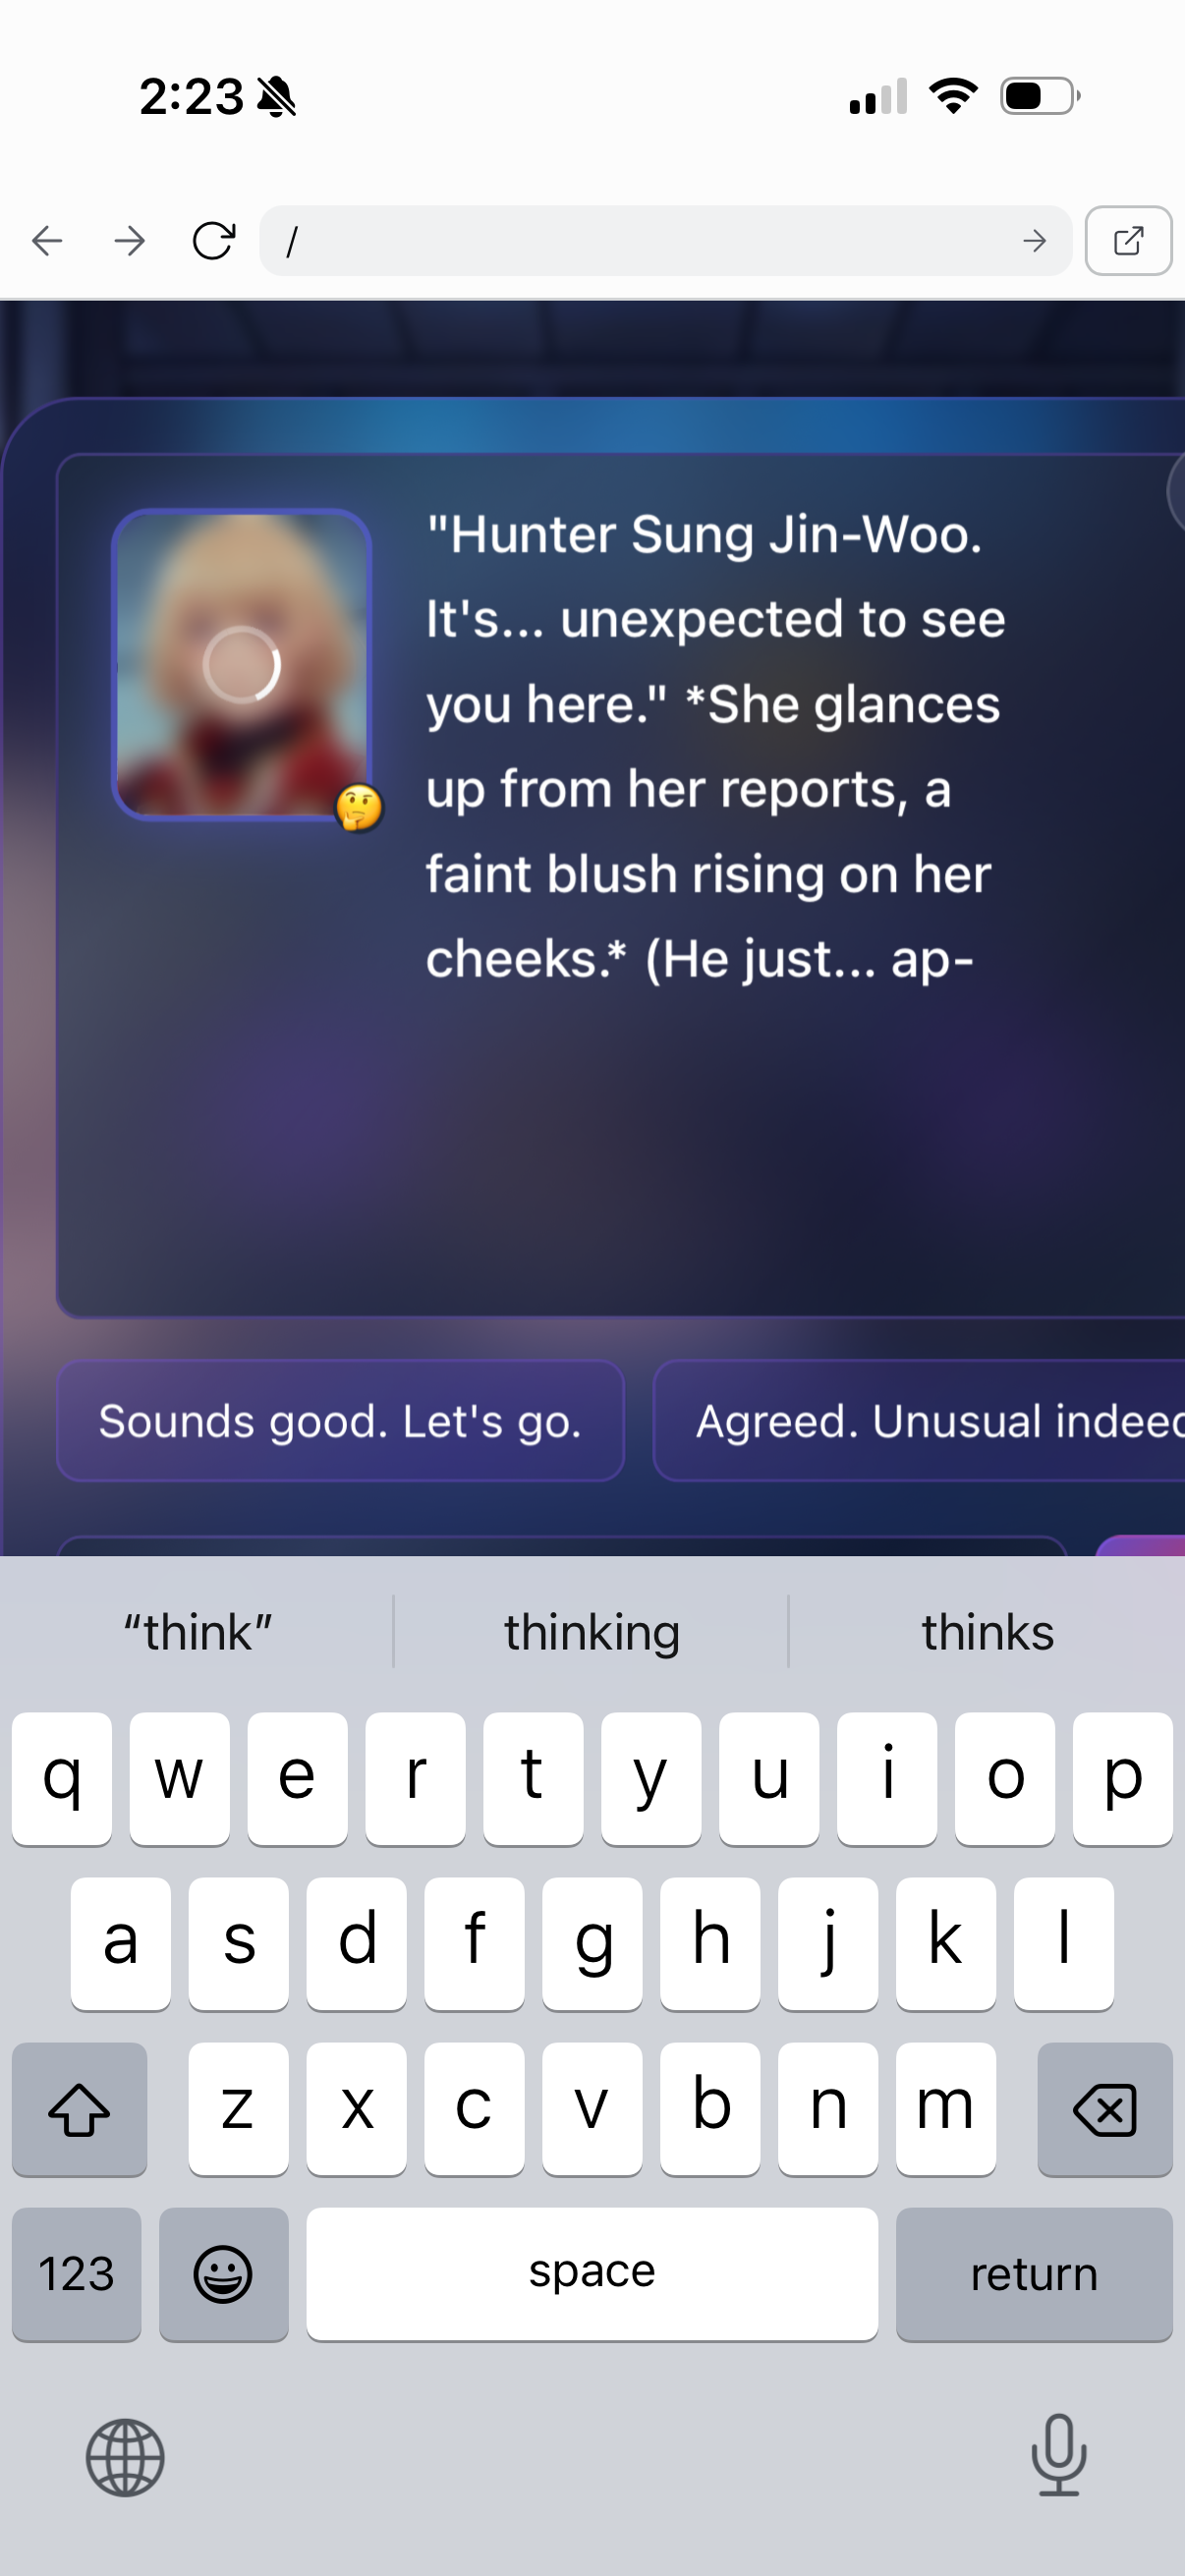 2:23
/
"Hunter Sung Jin-Woo.
It's... unexpected to see
you here." *She glances
up from her reports, a
faint blush rising on her
cheeks.* (He just... ap-
Sounds good. Let's go.
Agreed. Unusual indeed
“think”
thinking
thinks
q w e r t y u i o p
a s d f g h j k l
z x c v b n m
123
space
return